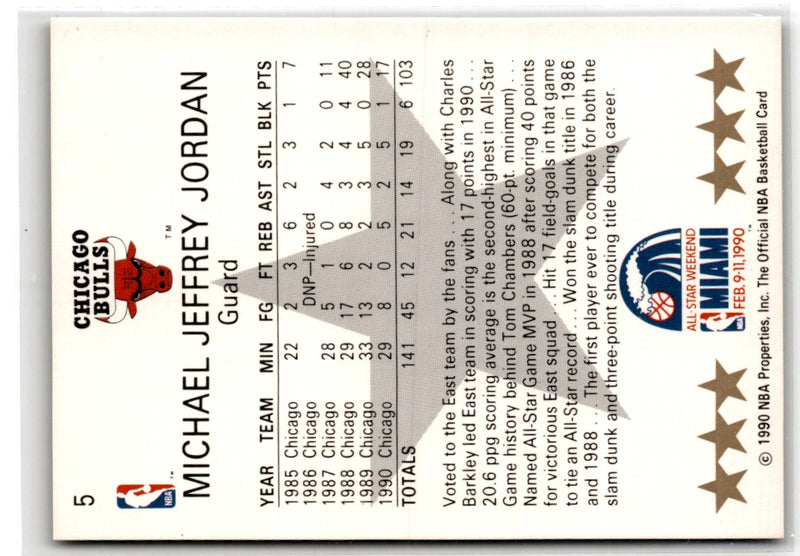 5
CHICAGO
BULLS
NBA
MICHAEL JEFFREY JORDAN
Guard
YEAR TEAM MIN FG FT REB AST STL BLK PTS
1985 Chicago 22 2 3 6 2 3 1 7
1986 Chicago DNP—Injured
1987 Chicago 28 5 1 0 4 2 0 11
1988 Chicago 29 17 6 8 3 4 4 40
1989 Chicago 33 13 2 2 3 5 0 28
1990 Chicago 29 8 0 5 2 5 1 17
TOTALS 141 45 12 21 14 19 6 103
Voted to the East team by the fans . . . . Along with Charles
Barkley led East team in scoring with 17 points in 1990 . . .
20.6 ppg scoring average is the second-highest in All-Star
Game history behind Tom Chambers (60-pt. minimum) . . .
Named All-Star Game MVP in 1988 after scoring 40 points
for victorious East squad . . . Hit 17 field-goals in that game
to tie an All-Star record . . . Won the slam dunk title in 1986
and 1988 . . . The first player ever to compete for both the
slam dunk and three-point shooting title during career.
ALL-STAR WEEKEND
NBA
MIAMI
FEB. 9-11, 1990
© 1990 NBA Properties, Inc. The Official NBA Basketball Card